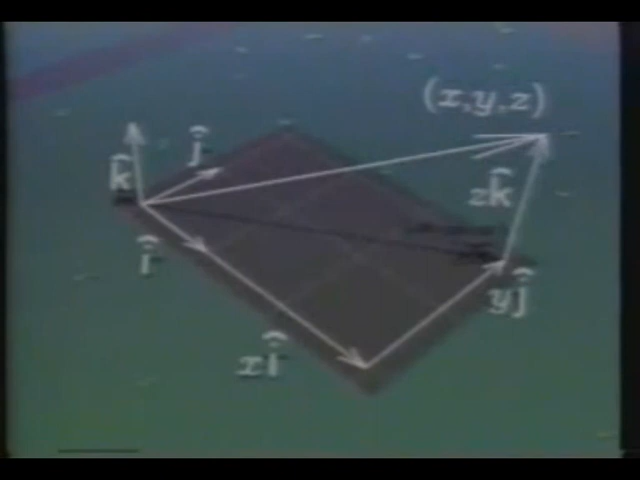 (x,y,z)
ĵ
k̂
zk̂
î
yĵ
xî